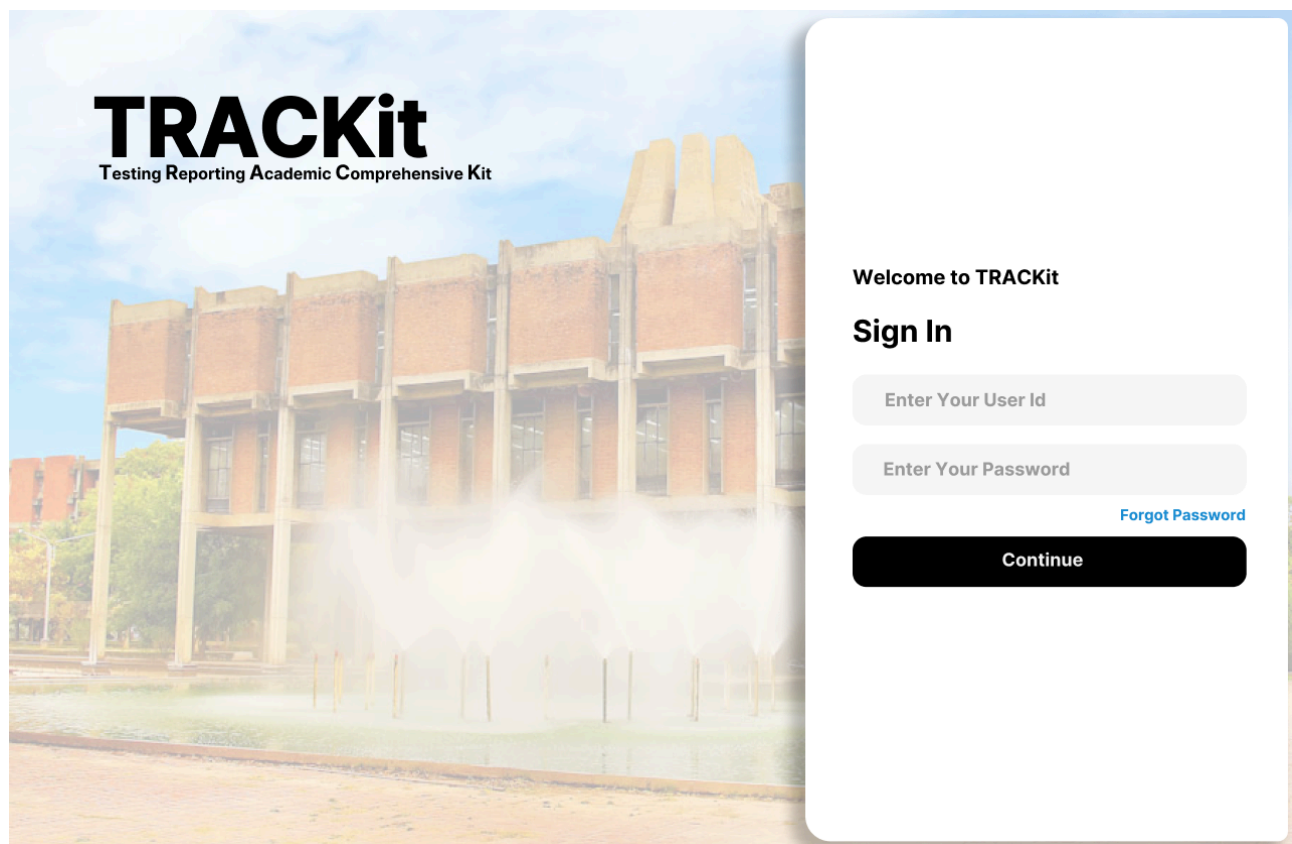 TRACKit
Testing Reporting Academic Comprehensive Kit
Welcome to TRACKit
Sign In
Enter Your User Id
Enter Your Password
Forgot Password
Continue